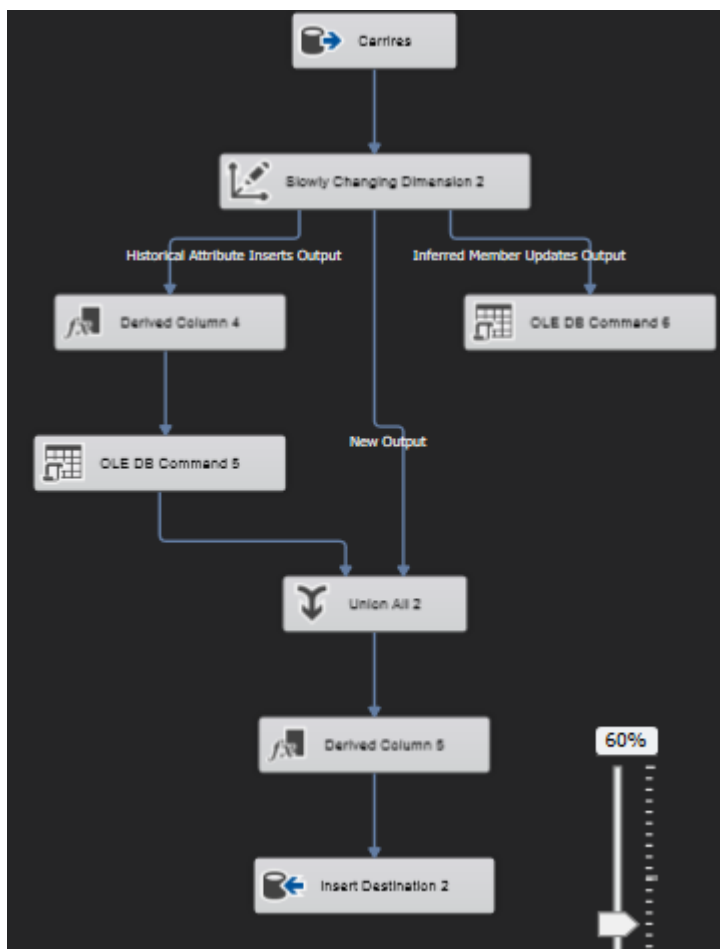 Carrires
Slowly Changing Dimension 2
Historical Attribute Inserts Output
Inferred Member Updates Output
Derived Column 4
OLE DB Command 6
New Output
OLE DB Command 5
Union All 2
Derived Column 5
60%
Insert Destination 2